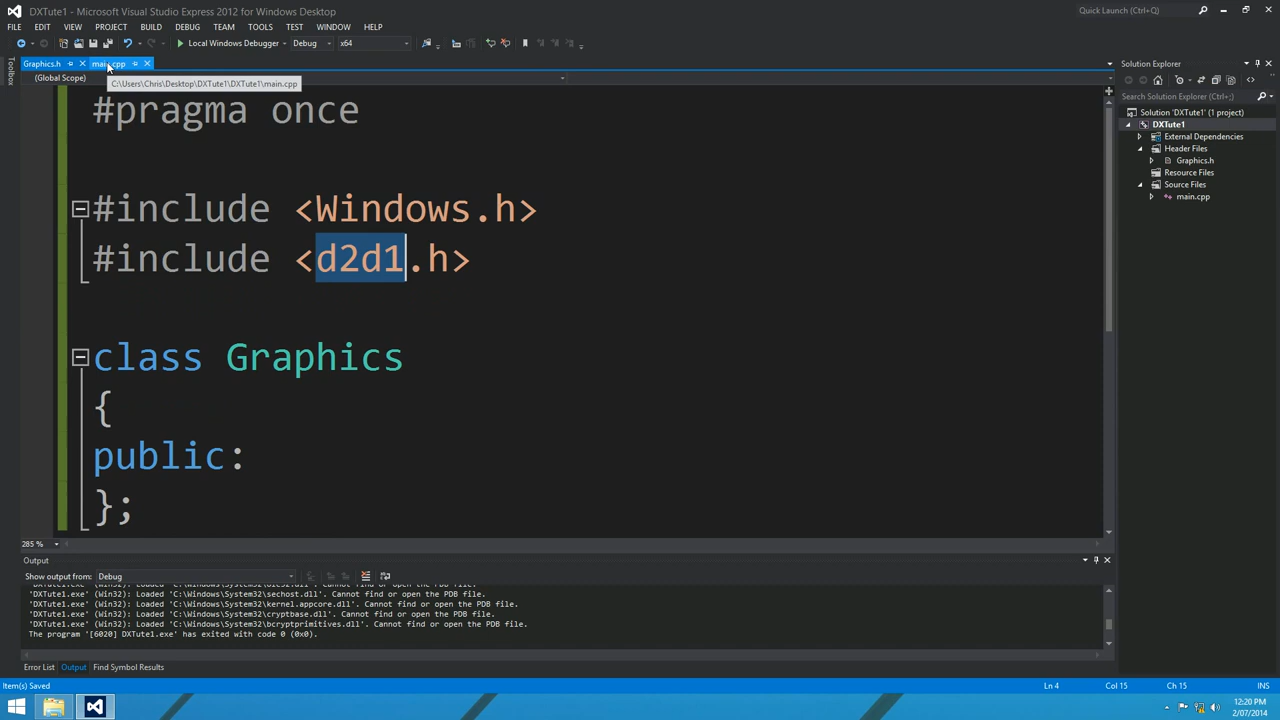 DXTute1 - Microsoft Visual Studio Express 2012 for Windows Desktop
Quick Launch (Ctrl+Q)
FILE EDIT VIEW PROJECT BUILD DEBUG TEAM TOOLS TEST WINDOW HELP
Local Windows Debugger Debug x64
Toolbox
Graphics.h main.cpp
(Global Scope)
C:\Users\Chris\Desktop\DXTute1\DXTute1\main.cpp
#pragma once
#include <Windows.h>
#include <d2d1.h>
class Graphics
{
public:
};
285 %
Solution Explorer
Search Solution Explorer (Ctrl+;)
Solution 'DXTute1' (1 project)
DXTute1
External Dependencies
Header Files
Graphics.h
Resource Files
Source Files
main.cpp
Output
Show output from: Debug
'DXTute1.exe' (Win32): Loaded 'C:\Windows\System32\sechost.dll'. Cannot find or open the PDB file.
'DXTute1.exe' (Win32): Loaded 'C:\Windows\System32\kernel.appcore.dll'. Cannot find or open the PDB file.
'DXTute1.exe' (Win32): Loaded 'C:\Windows\System32\cryptbase.dll'. Cannot find or open the PDB file.
'DXTute1.exe' (Win32): Loaded 'C:\Windows\System32\bcryptprimitives.dll'. Cannot find or open the PDB file.
The program '[6020] DXTute1.exe' has exited with code 0 (0x0).
Error List Output Find Symbol Results
Item(s) Saved Ln 4 Col 15 Ch 15 INS
12:20 PM
2/07/2014